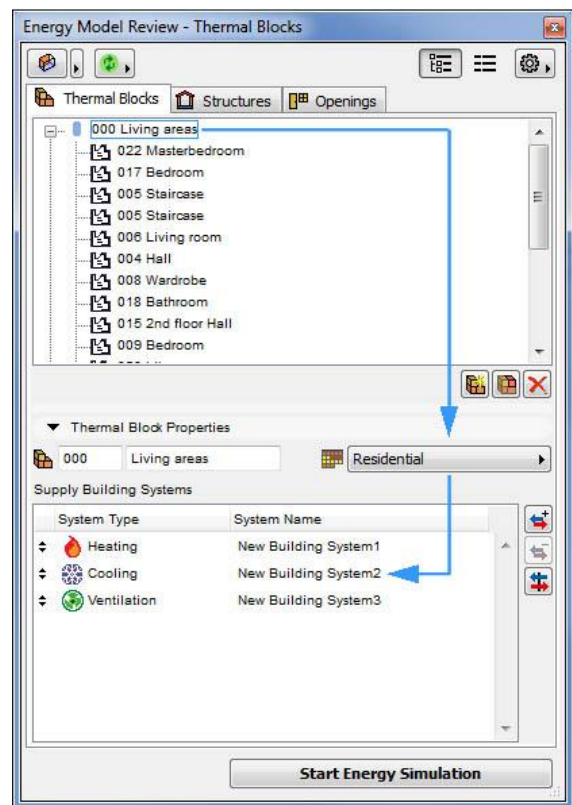 Energy Model Review - Thermal Blocks
Thermal Blocks Structures Openings
000 Living areas
022 Masterbedroom
017 Bedroom
005 Staircase
005 Staircase
006 Living room
004 Hall
008 Wardrobe
018 Bathroom
015 2nd floor Hall
009 Bedroom
Thermal Block Properties
000 Living areas Residential
Supply Building Systems
System Type System Name
Heating New Building System1
Cooling New Building System2
Ventilation New Building System3
Start Energy Simulation